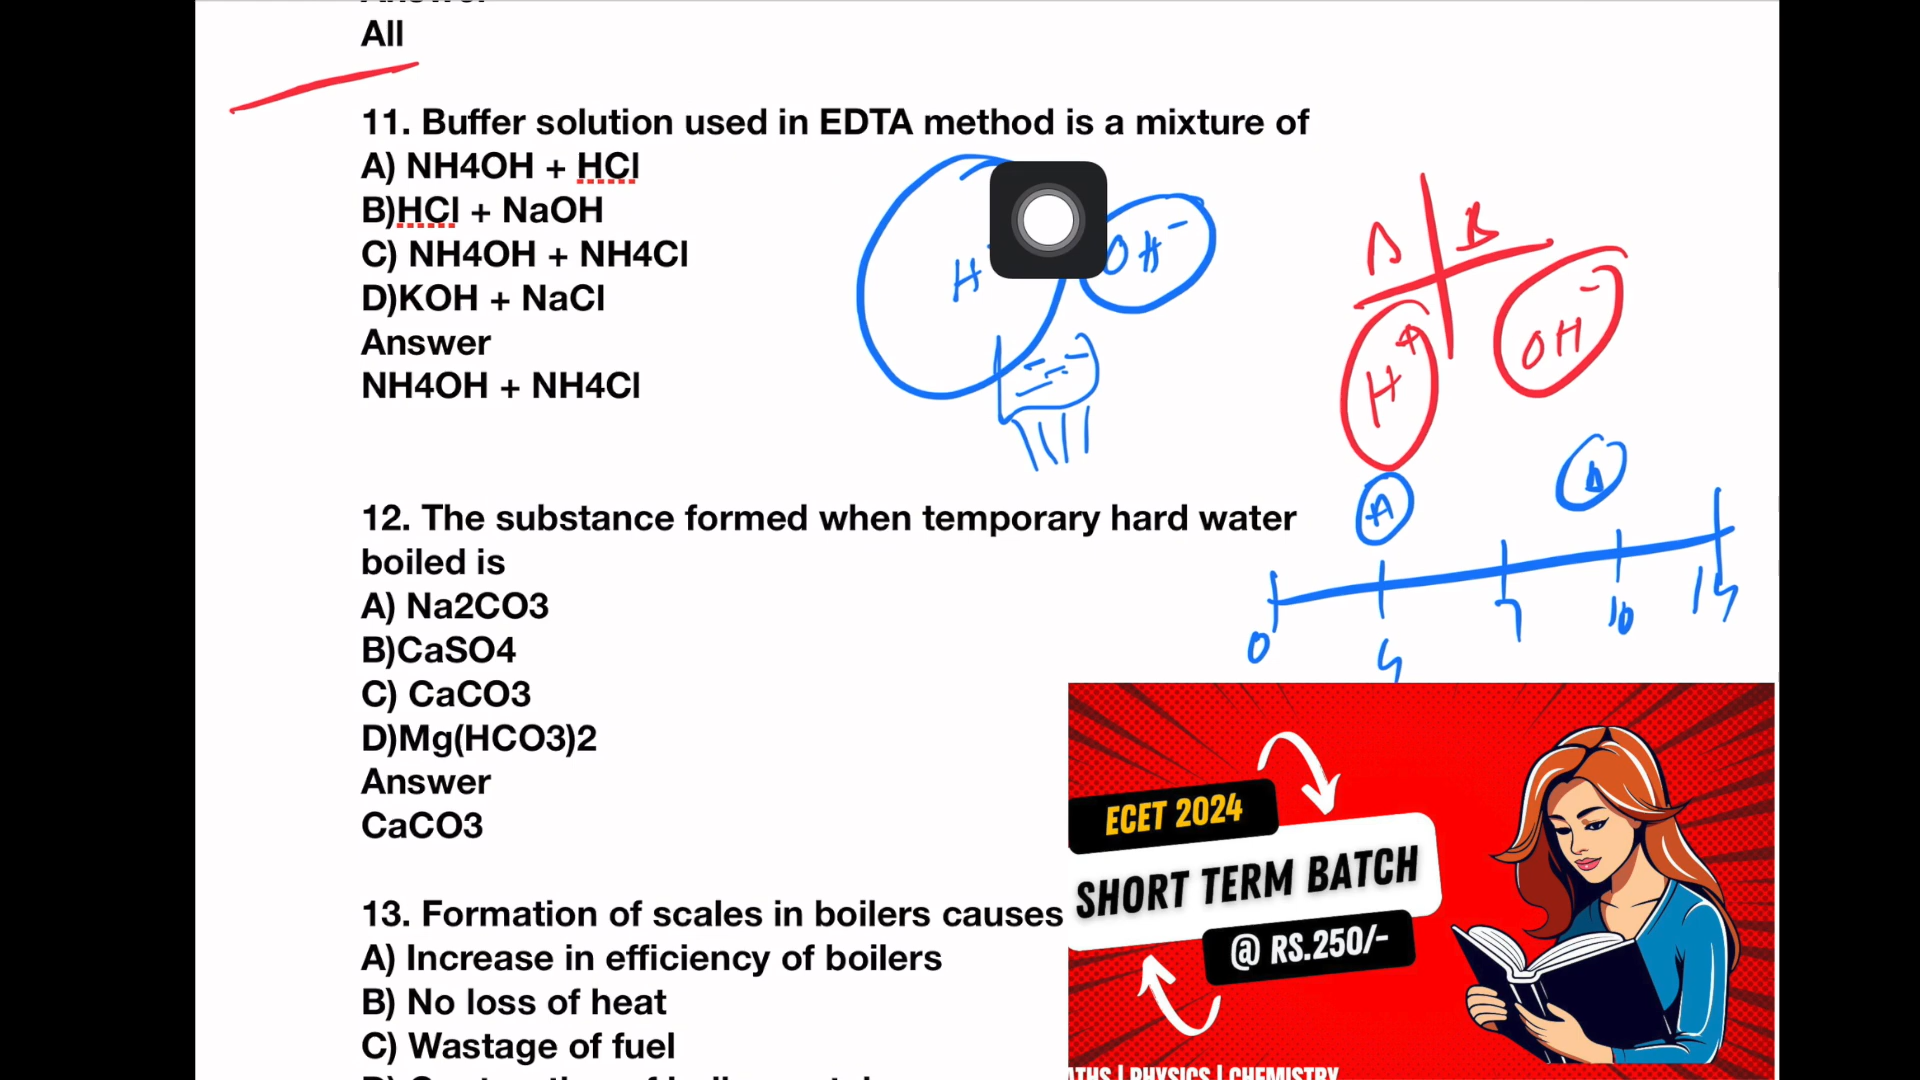 All
11. Buffer solution used in EDTA method is a mixture of
A) NH4OH + HCl
B)HCl + NaOH
C) NH4OH + NH4Cl
D)KOH + NaCl
Answer
NH4OH + NH4Cl
H
OH-
A B
H+
OH-
A
0 4 7 10 14
12. The substance formed when temporary hard water
boiled is
A) Na2CO3
B)CaSO4
C) CaCO3
D)Mg(HCO3)2
Answer
CaCO3
13. Formation of scales in boilers causes
A) Increase in efficiency of boilers
B) No loss of heat
C) Wastage of fuel
ECET 2024
SHORT TERM BATCH
@ RS.250/-
| PHYSICS | CHEMISTRY